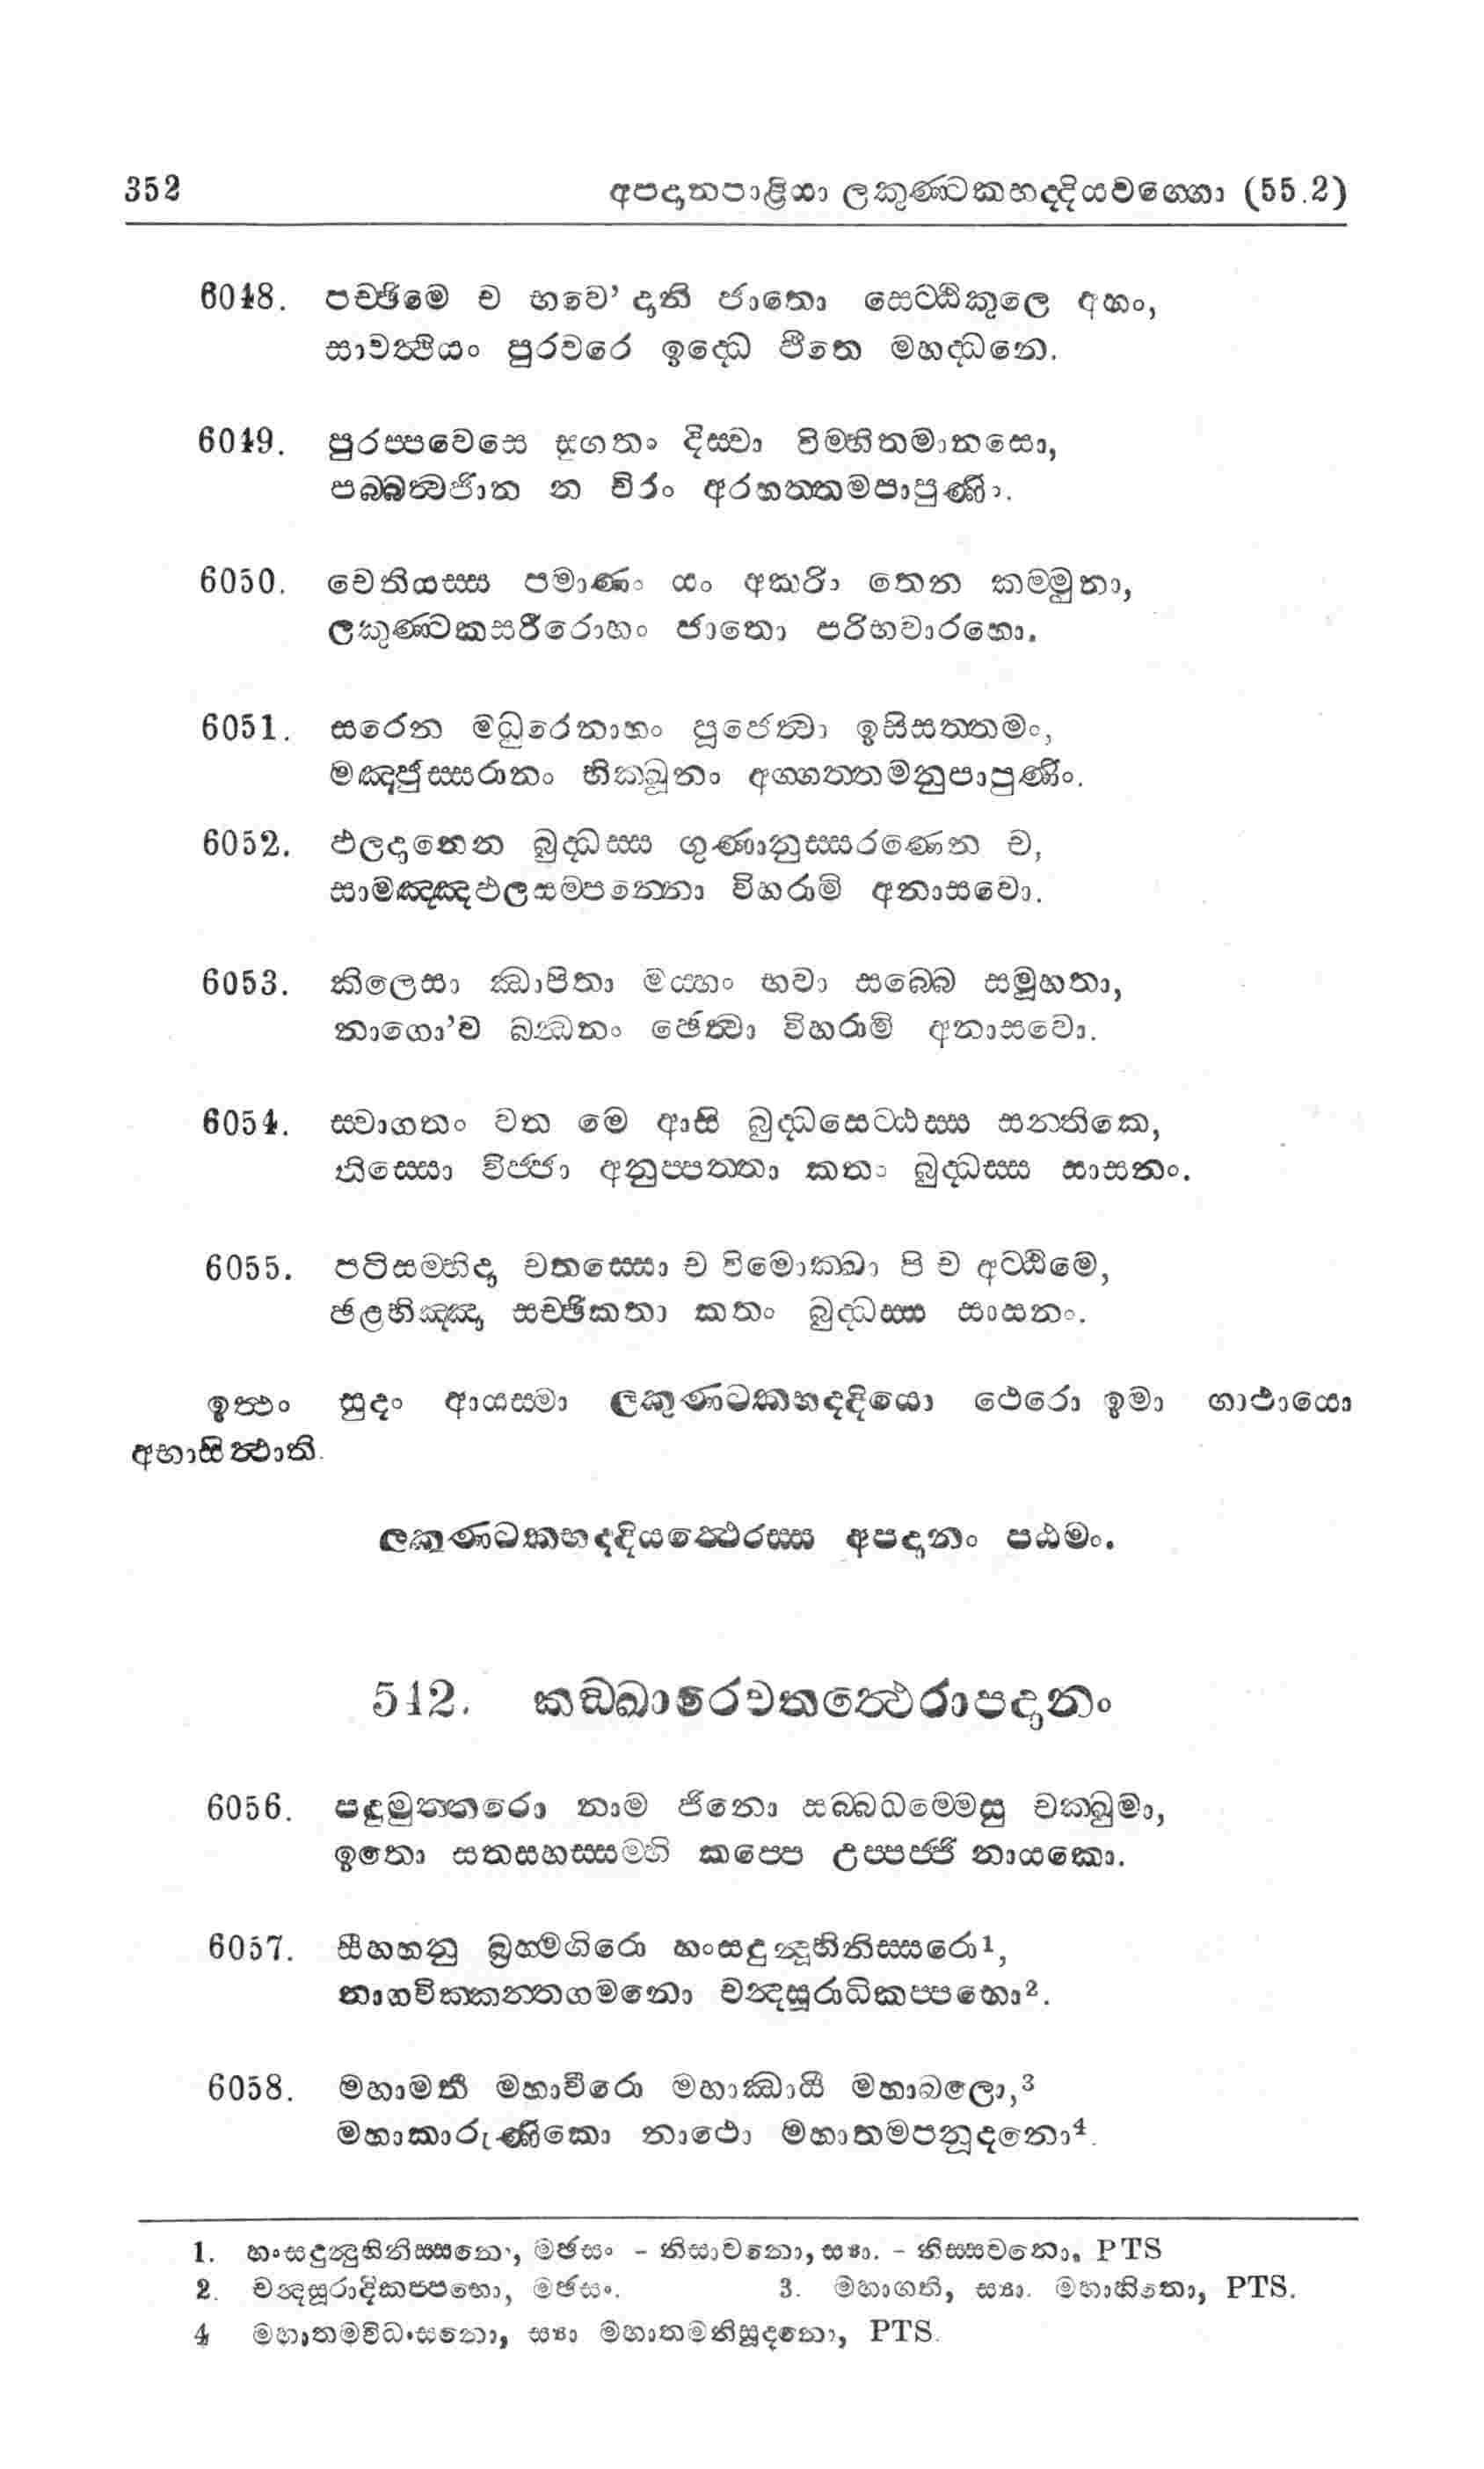 352 අපදානපාළියා ලකුණ්ටකභද්දියවග්ගො (55.2)
6048. පච්ඡිමෙ ච භවෙ’ දානි ජාතො සෙට්ඨිකුලෙ අහං,
සාවත්ථියං පුරවරෙ ඉද්ධෙ ඵීතෙ මහද්ධනෙ.
6049. පුරප්පවෙසෙ සුගතං දිස්වා විම්හිතමානසො,
පබ්බජිත්වාන න චිරං අරහත්තමපාපුණිං.
6050. චෙතියස්ස පමාණං යං අකරිං තෙන කම්මුනා,
ලකුණ්ටකසරීරොහං ජාතො පරිභවාරහො.
6051. සරෙන මධුරෙනාහං පූජෙත්වා ඉසිසත්තමං,
මඤ්ජුස්සරානං භික්ඛූනං අග්ගත්තමනුපාපුණිං.
6052. ඵලදානෙන බුද්ධස්ස ගුණානුස්සරණෙන ච,
සාමඤ්ඤඵලසම්පන්නො විහරාමි අනාසවො.
6053. කිලෙසා ඣාපිතා මය්හං භවා සබ්බෙ සමූහතා,
නාගො’ව බන්ධනං ඡෙත්වා විහරාමි අනාසවො.
6054. ස්වාගතං වත මෙ ආසි බුද්ධසෙට්ඨස්ස සන්තිකෙ,
තිස්සො විජ්ජා අනුප්පත්තා කතං බුද්ධස්ස සාසනං.
6055. පටිසම්භිදා චතස්සො ච විමොක්ඛා පි ච අට්ඨිමෙ,
ඡළභිඤ්ඤා සච්ඡිකතා කතං බුද්ධස්ස සාසනං.
ඉත්ථං සුදං ආයස්මා ලකුණ්ටකභද්දියො ථෙරො ඉමා ගාථායො
අභාසිත්ථාති.
ලකුණ්ටකභද්දියත්ථෙරස්ස අපදානං පඨමං.
542. කඞ්ඛාරෙවතත්ථෙරාපදානං
6056. පදුමුත්තරො නාම ජිනො සබ්බධම්මෙසු චක්ඛුමා,
ඉතො සතසහස්සම්හි කප්පෙ උප්පජ්ජි නායකො.
6057. සීහහනු බ්‍රහ්මගිරො හංසදුන්දූභිනිස්සරො1,
නාගවික්කන්තගමනො චන්දසූරාධිකප්පභො2.
6058. මහාමතී මහාවීරො මහාඣායී මහාබලො,3
මහාකාරුණිකො නාථො මහාතමපනූදනො4.
1. හංසදුන්දුභිනිස්සනො, මඡසං - නිසාවනො, ස්‍යා. - නිස්සවනො, PTS
2. චන්දසූරාදිකප්පභො, මඡසං. 3. මහාගති, ස්‍යා. මහාහිතො, PTS.
4 මහාතමවිධංසනො, ස්‍යා මහාතමනිසූදනො, PTS.